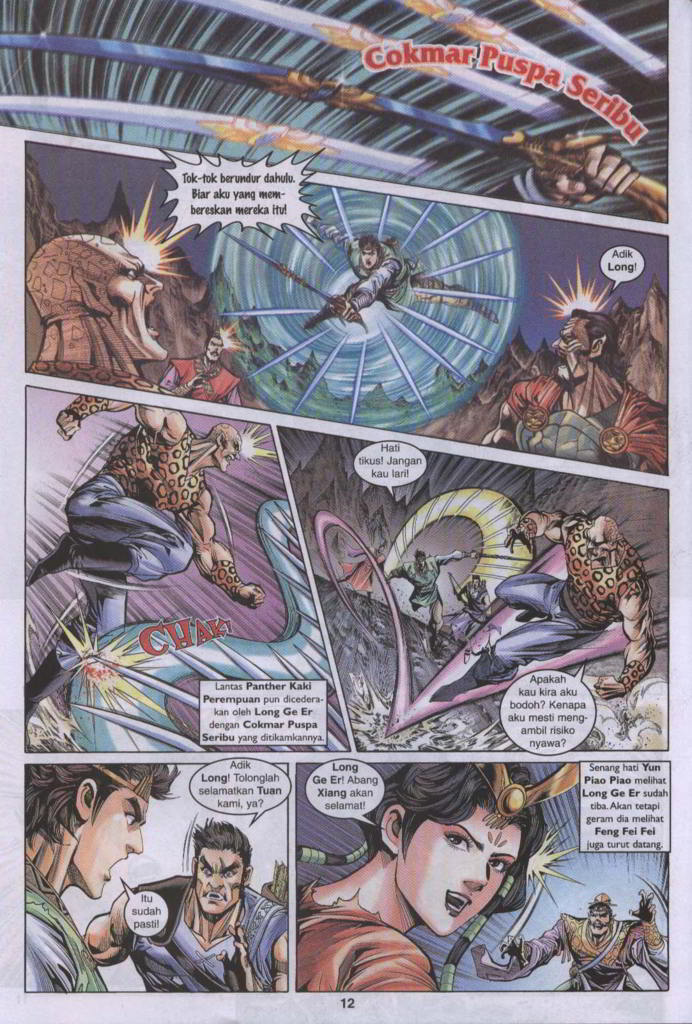 Cokmar Puspa Seribu
Tok-tok berundur dahulu.
Biar aku yang mem-
bereskan mereka itu!
Adik
Long!
Hati
tikus! Jangan
kau lari!
CHAK!
Lantas Panther Kaki
Perempuan pun dicedera-
kan oleh Long Ge Er
dengan Cokmar Puspa
Seribu yang ditikamkannya.
Apakah
kau kira aku
bodoh? Kenapa
aku mesti meng-
ambil risiko
nyawa?
Adik
Long! Tolonglah
selamatkan Tuan
kami, ya?
Itu
sudah
pasti!
Long
Ge Er! Abang
Xiang akan
selamat!
Senang hati Yun
Piao Piao melihat
Long Ge Er sudah
tiba. Akan tetapi
geram dia melihat
Feng Fei Fei
juga turut datang.
12